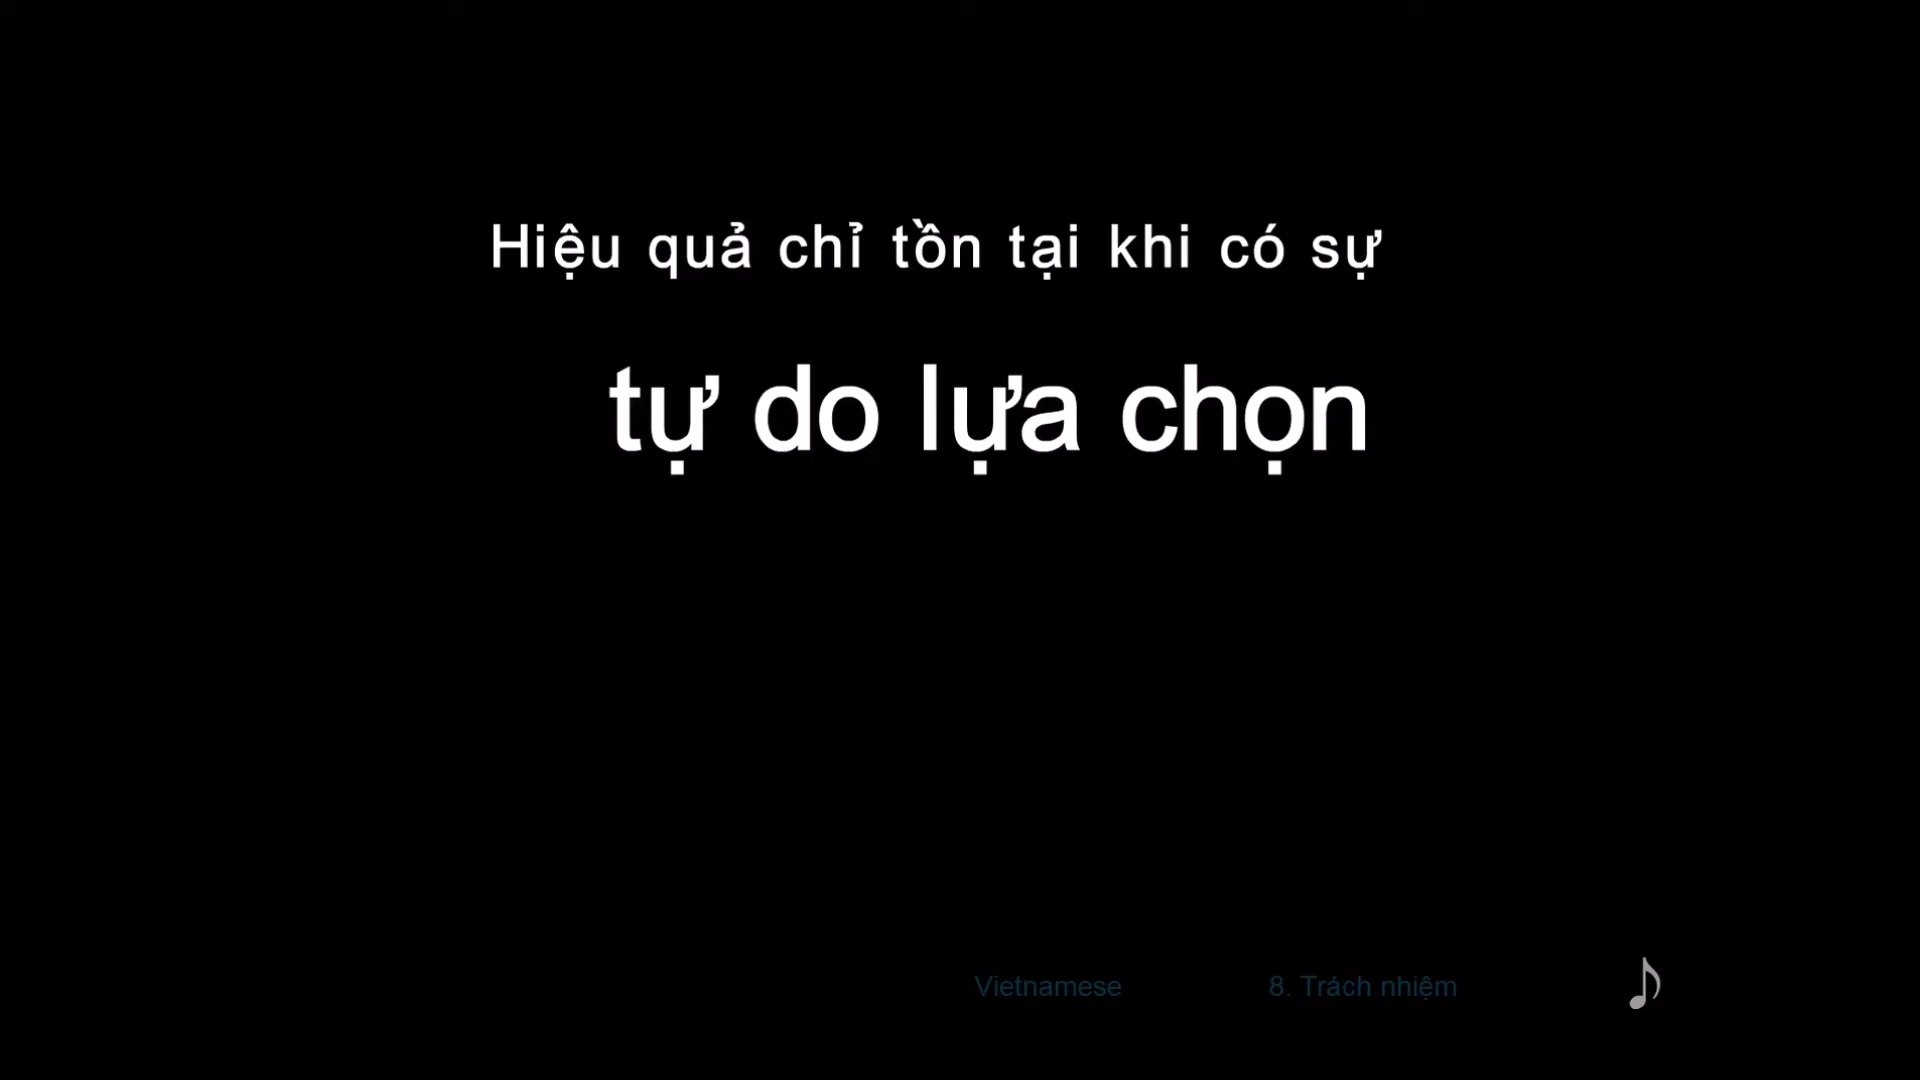 Hiệu quả chỉ tồn tại khi có sự
tự do lựa chọn
Vietnamese
8. Trách nhiệm